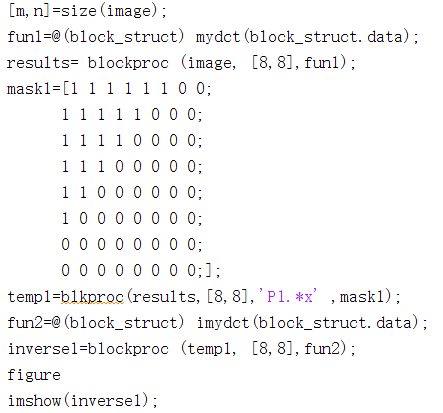 [m,n]=size(image);
fun1=@(block_struct) mydct(block_struct.data);
results= blockproc (image, [8,8],fun1);
mask1=[1 1 1 1 1 1 0 0;
1 1 1 1 1 0 0 0;
1 1 1 1 0 0 0 0;
1 1 1 0 0 0 0 0;
1 1 0 0 0 0 0 0;
1 0 0 0 0 0 0 0;
0 0 0 0 0 0 0 0;
0 0 0 0 0 0 0 0;];
temp1=blkproc(results,[8,8],'P1.*x' ,mask1);
fun2=@(block_struct) imydct(block_struct.data);
inverse1=blockproc (temp1, [8,8],fun2);
figure
imshow(inverse1);